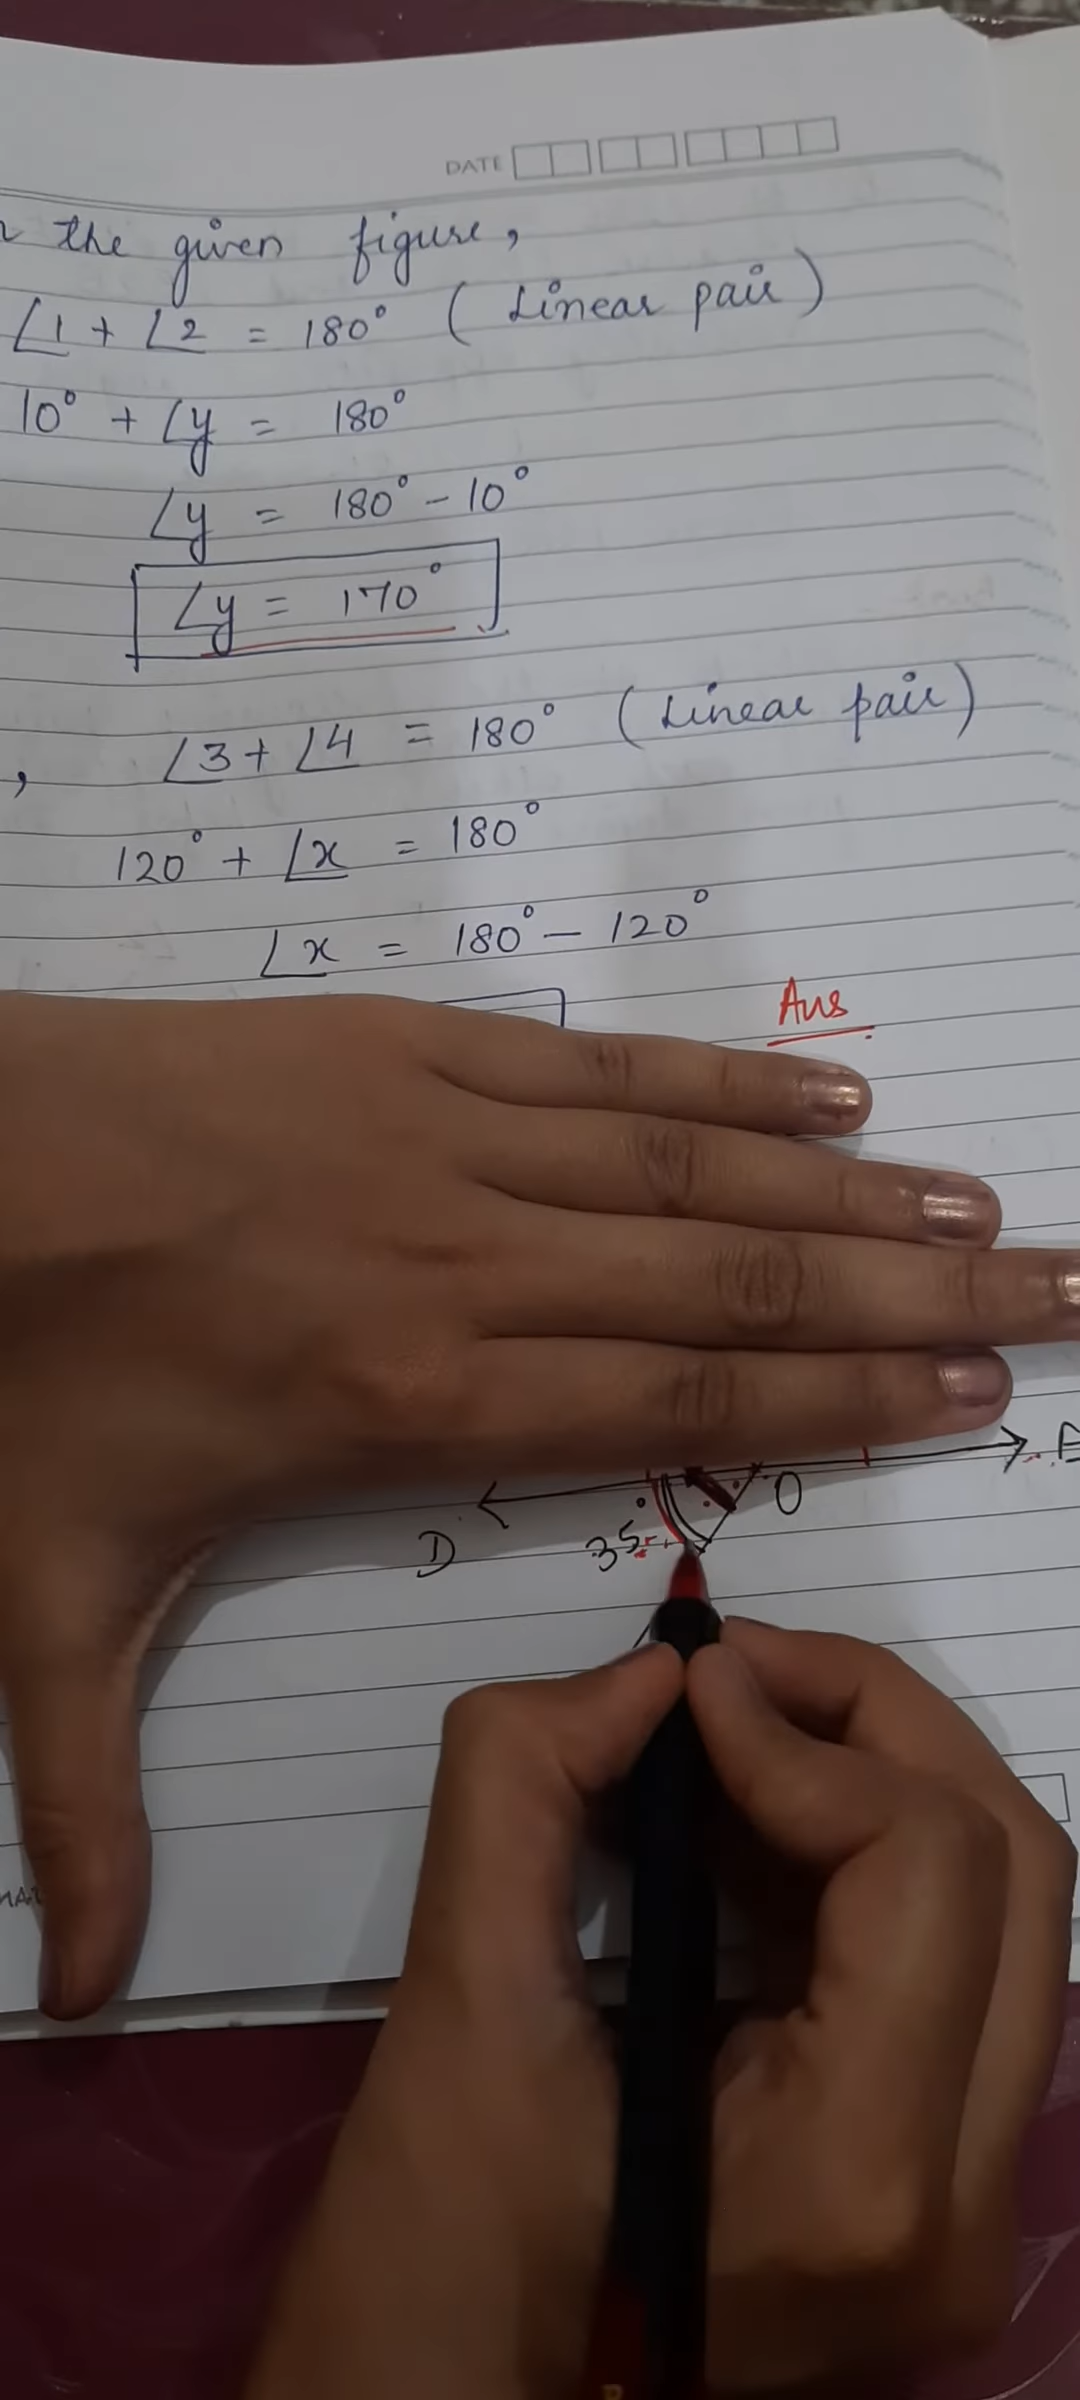 DATE
the given figure,
∠1 + ∠2 = 180° (Linear pair)
10° + ∠y = 180°
∠y = 180° - 10°
∠y = 170°
, ∠3 + ∠4 = 180° (Linear pair)
120° + ∠x = 180°
∠x = 180° - 120°
Ans
O
D
35°